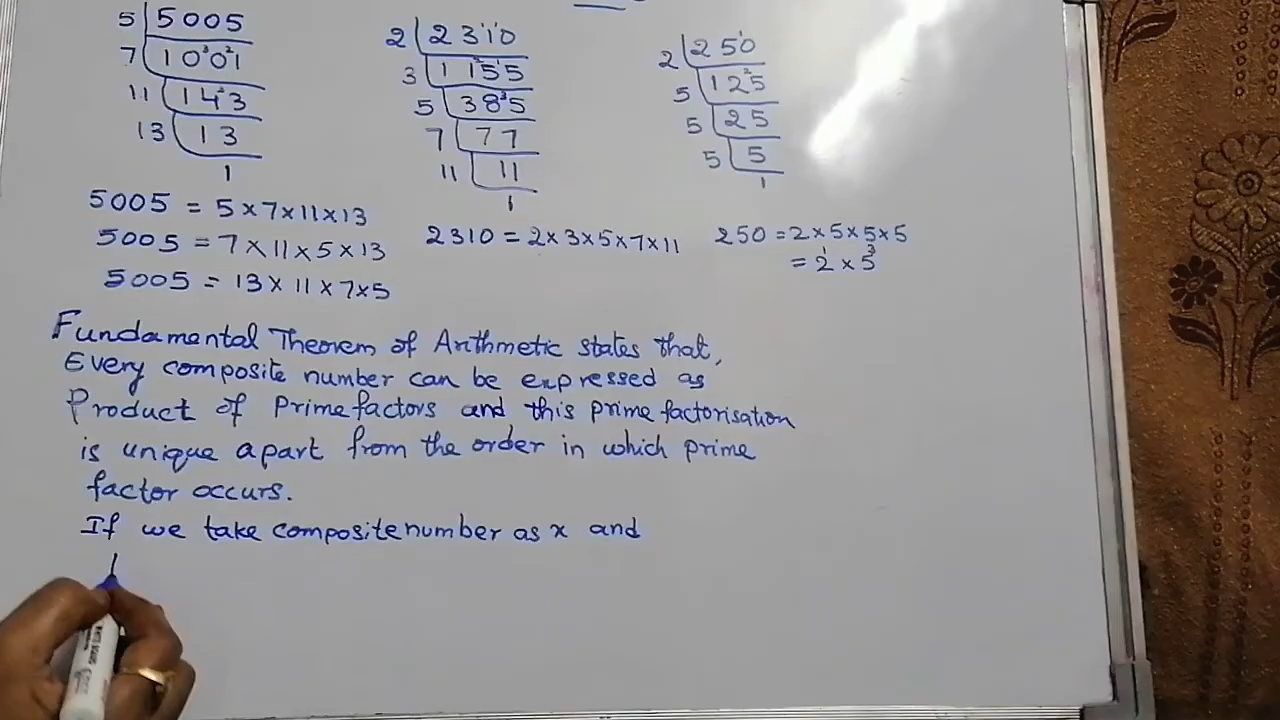 5 | 5005
7 | 1001
11 | 143
13 | 13
1
2 | 2310
3 | 1155
5 | 385
7 | 77
11 | 11
1
2 | 250
5 | 125
5 | 25
5 | 5
1
5005 = 5×7×11×13
5005 = 7×11×5×13
5005 = 13×11×7×5
2310 = 2×3×5×7×11
250 = 2×5×5×5
= 2¹ × 5³
Fundamental Theorem of Arithmetic states that,
Every composite number can be expressed as
Product of Prime factors and this prime factorisation
is unique apart from the order in which prime
factor occurs.
If we take composite number as x and